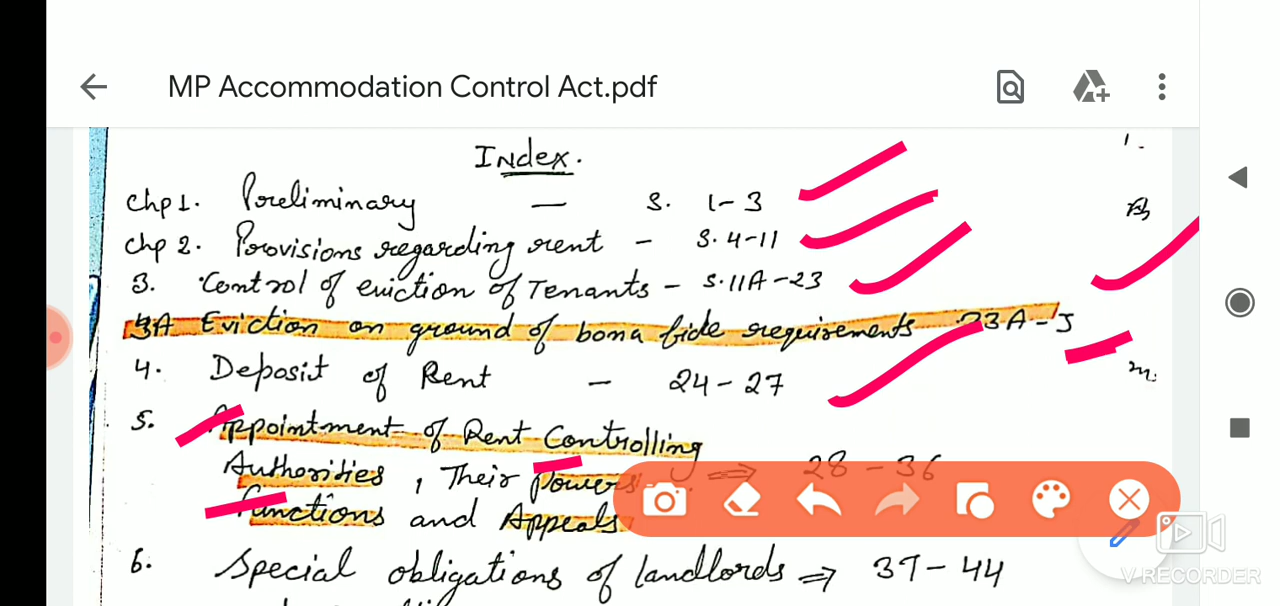 MP Accommodation Control Act.pdf
Index.
Chp 1. Preliminary — S. 1-3
Chp 2. Provisions regarding rent - S. 4-11
3. Control of eviction of Tenants - S. 11A-23
3A Eviction on ground of bona fide requirements 23A-J
4. Deposit of Rent - 24-27
5. Appointment of Rent Controlling
Authorities, Their powers ⇒ 28-36
Functions and Appeals
6. Special obligations of landlords ⇒ 37-44
V RECORDER